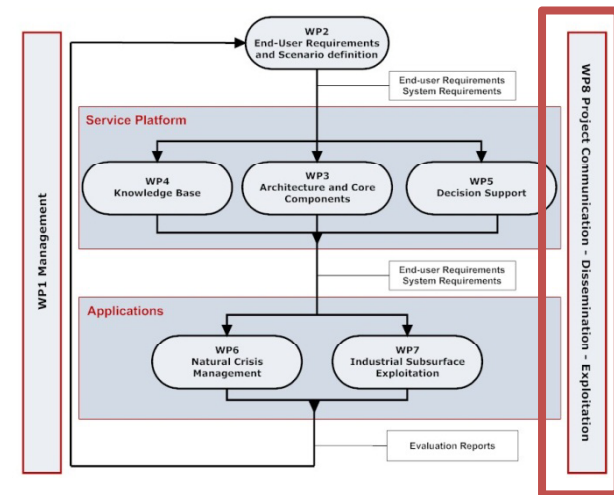 WP2
End-User Requirements
and Scenario definition
End-user Requirements
System Requirements
Service Platform
WP4
Knowledge Base
WP3
Architecture and Core
Components
WP5
Decision Support
End-user Requirements
System Requirements
Applications
WP6
Natural Crisis
Management
WP7
Industrial Subsurface
Exploitation
Evaluation Reports
WP1 Management
WP8 Project Communication - Dissemination - Exploitation